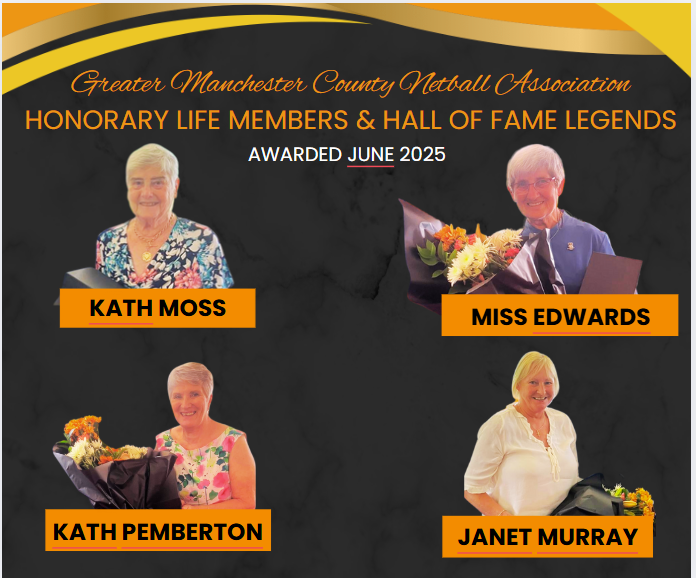 Greater Manchester County Netball Association
HONORARY LIFE MEMBERS & HALL OF FAME LEGENDS
AWARDED JUNE 2025
KATH MOSS
MISS EDWARDS
KATH PEMBERTON
JANET MURRAY